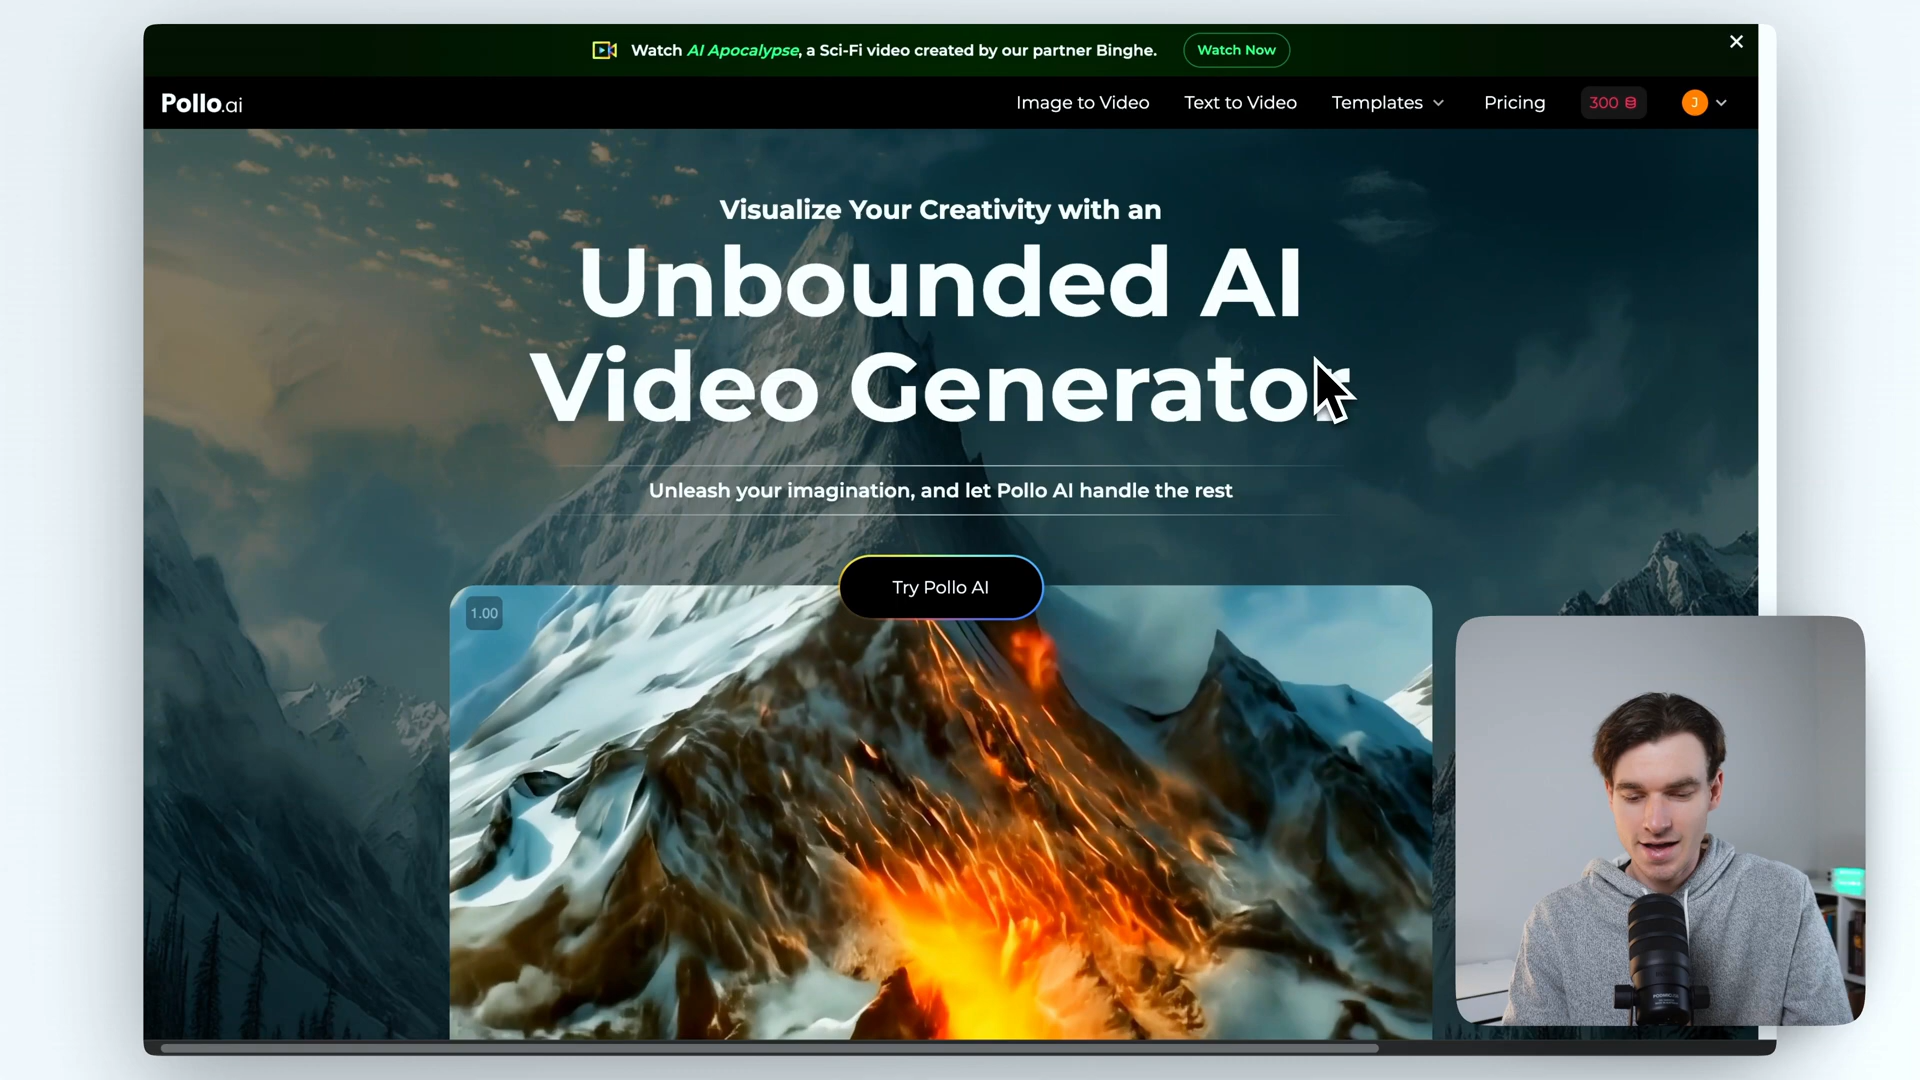 Watch AI Apocalypse, a Sci-Fi video created by our partner Binghe. Watch Now
Pollo.ai
Image to Video Text to Video Templates Pricing 300 J
Visualize Your Creativity with an
Unbounded AI
Video Generator
Unleash your imagination, and let Pollo AI handle the rest
Try Pollo AI
1.00